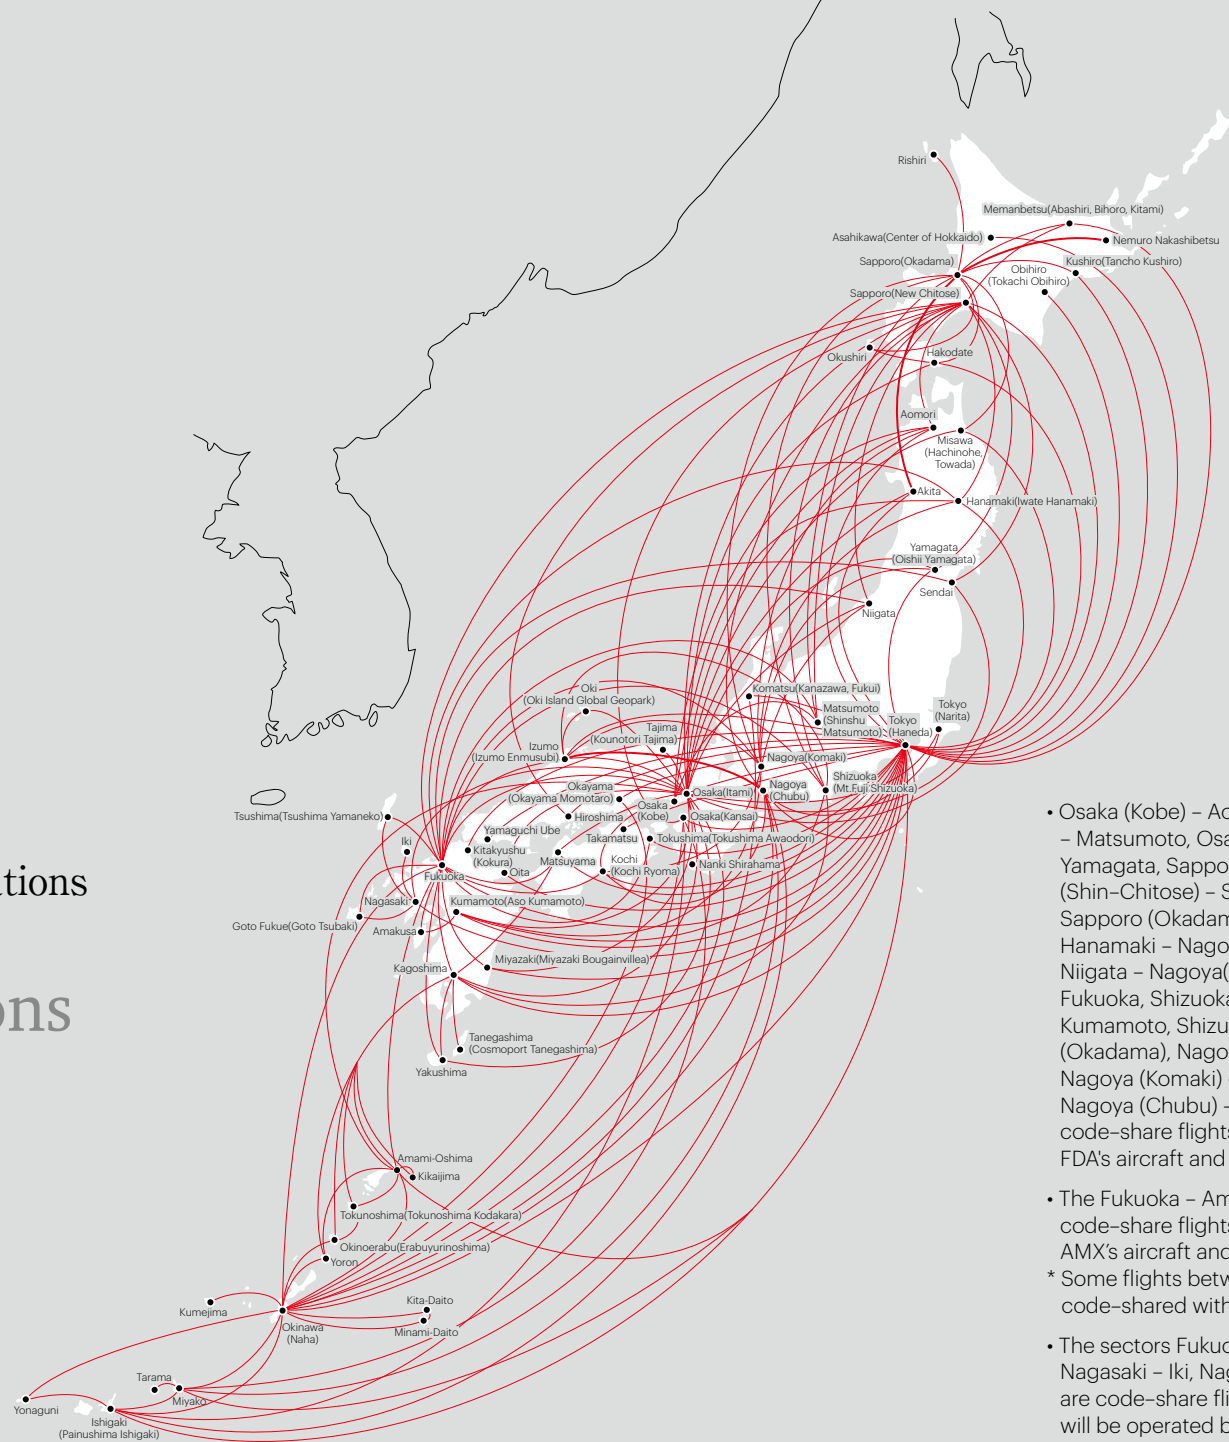 Rishiri
Memanbetsu(Abashiri, Bihoro, Kitami)
Asahikawa(Center of Hokkaido)
Nemuro Nakashibetsu
Sapporo(Okadama)
Kushiro(Tancho Kushiro)
Obihiro
(Tokachi Obihiro)
Sapporo(New Chitose)
Okushiri
Hakodate
Aomori
Misawa
(Hachinohe,
Towada)
Akita
Hanamaki(Iwate Hanamaki)
Yamagata
(Oishii Yamagata)
Sendai
Niigata
Komatsu(Kanazawa, Fukui)
Oki
(Oki Island Global Geopark)
Matsumoto
(Shinshu
Matsumoto)
Tokyo
(Haneda)
Tokyo
(Narita)
Tajima
(Kounotori Tajima)
Izumo
(Izumo Enmusubi)
Nagoya(Komaki)
Nagoya
(Chubu)
Shizuoka
(Mt.Fuji Shizuoka)
Okayama
(Okayama Momotaro)
Osaka(Itami)
Osaka
(Kobe)
Osaka(Kansai)
Hiroshima
Takamatsu
Tokushima(Tokushima Awaodori)
Tsushima(Tsushima Yamaneko)
Yamaguchi Ube
Iki
Kitakyushu
(Kokura)
Matsuyama
Kochi
(Kochi Ryoma)
Nanki Shirahama
Fukuoka
Oita
Nagasaki
Kumamoto(Aso Kumamoto)
Goto Fukue(Goto Tsubaki)
Amakusa
Miyazaki(Miyazaki Bougainvillea)
Kagoshima
Tanegashima
(Cosmoport Tanegashima)
Yakushima
Amami-Oshima
Kikaijima
Tokunoshima(Tokunoshima Kodakara)
Okinoerabu(Erabuyurinoshima)
Yoron
Kumejima
Okinawa
(Naha)
Kita-Daito
Minami-Daito
Tarama
Miyako
Yonaguni
Ishigaki
(Painushima Ishigaki)
tions
ons
• Osaka (Kobe) – Ao
– Matsumoto, Osa
Yamagata, Sappo
(Shin-Chitose) – S
Sapporo (Okadam
Hanamaki – Nago
Niigata – Nagoya(
Fukuoka, Shizuoka
Kumamoto, Shizu
(Okadama), Nago
Nagoya (Komaki)
Nagoya (Chubu) –
code-share flights
FDA's aircraft and
• The Fukuoka – Am
code-share flights
AMX's aircraft and
* Some flights betw
code-shared with
• The sectors Fukuo
Nagasaki – Iki, Nag
are code-share fli
will be operated b